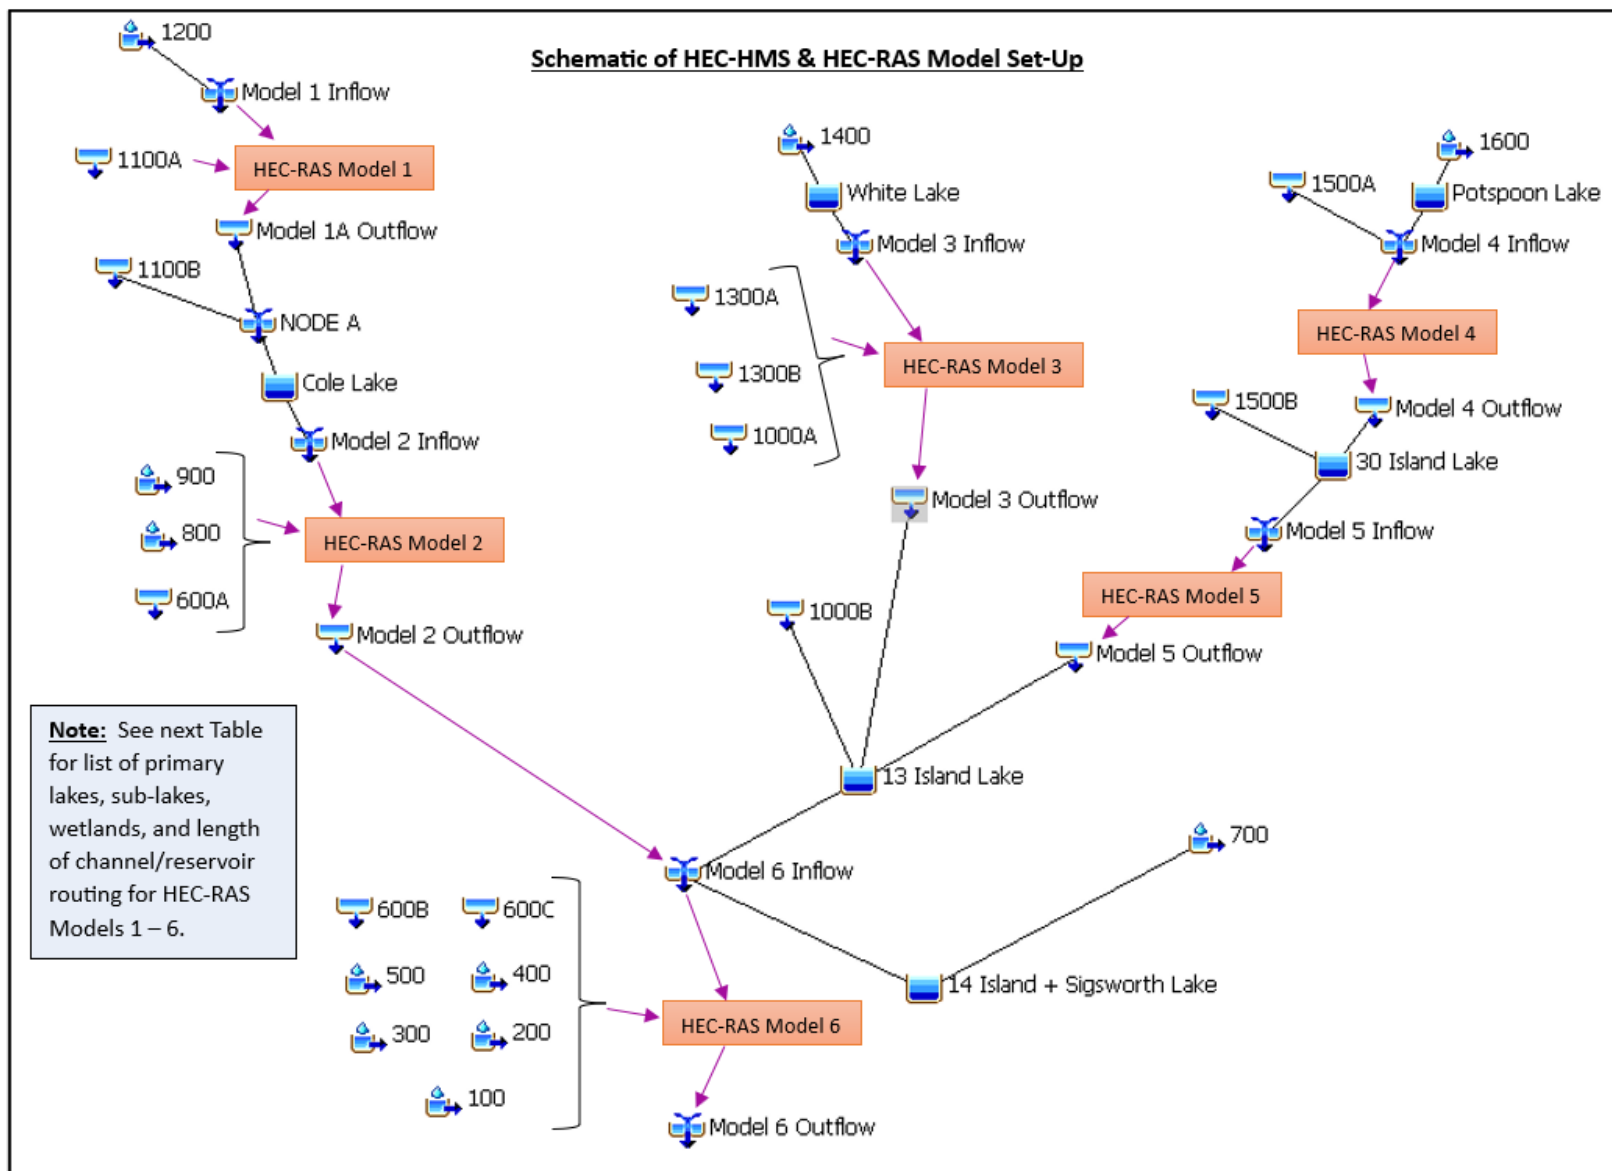 Schematic of HEC-HMS & HEC-RAS Model Set-Up
1200
Model 1 Inflow
1100A
HEC-RAS Model 1
Model 1A Outflow
1100B
NODE A
Cole Lake
Model 2 Inflow
900
800
600A
HEC-RAS Model 2
Model 2 Outflow
1400
White Lake
Model 3 Inflow
1300A
1300B
1000A
HEC-RAS Model 3
Model 3 Outflow
1000B
1600
1500A
Potspoon Lake
Model 4 Inflow
HEC-RAS Model 4
1500B
Model 4 Outflow
30 Island Lake
Model 5 Inflow
HEC-RAS Model 5
Model 5 Outflow
13 Island Lake
700
Model 6 Inflow
14 Island + Sigsworth Lake
600B
600C
500
400
300
200
100
HEC-RAS Model 6
Model 6 Outflow
Note: See next Table
for list of primary
lakes, sub-lakes,
wetlands, and length
of channel/reservoir
routing for HEC-RAS
Models 1 – 6.